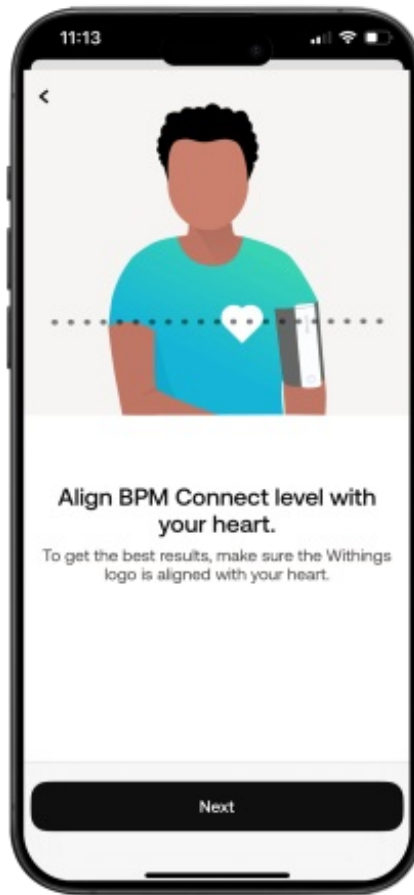 11:13
Align BPM Connect level with
your heart.
To get the best results, make sure the Withings
logo is aligned with your heart.
Next